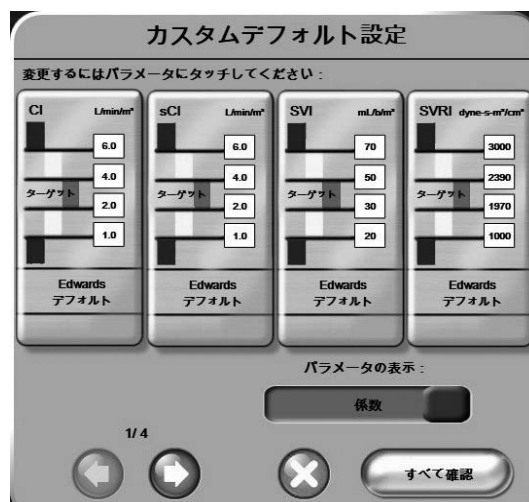 カスタムデフォルト設定
変更するにはパラメータにタッチしてください：
CI L/min/m²
6.0
4.0
ターゲット
2.0
1.0
Edwards
デフォルト
sCI L/min/m²
6.0
4.0
ターゲット
2.0
1.0
Edwards
デフォルト
SVI mL/b/m²
70
50
ターゲット
30
20
Edwards
デフォルト
SVRI dyne-s-m²/cm⁵
3000
2390
ターゲット
1970
1000
Edwards
デフォルト
パラメータの表示：
係数
1/4
すべて確認